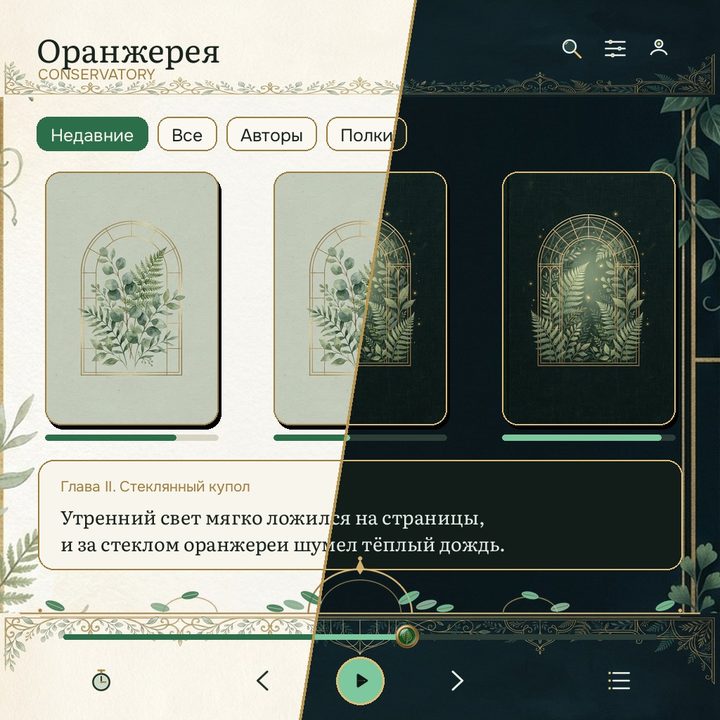 Оранжерея
CONSERVATORY
Недавние
Все
Авторы
Полки
Глава II. Стеклянный купол
Утренний свет мягко ложился на страницы,
и за стеклом оранжереи шумел тёплый дождь.